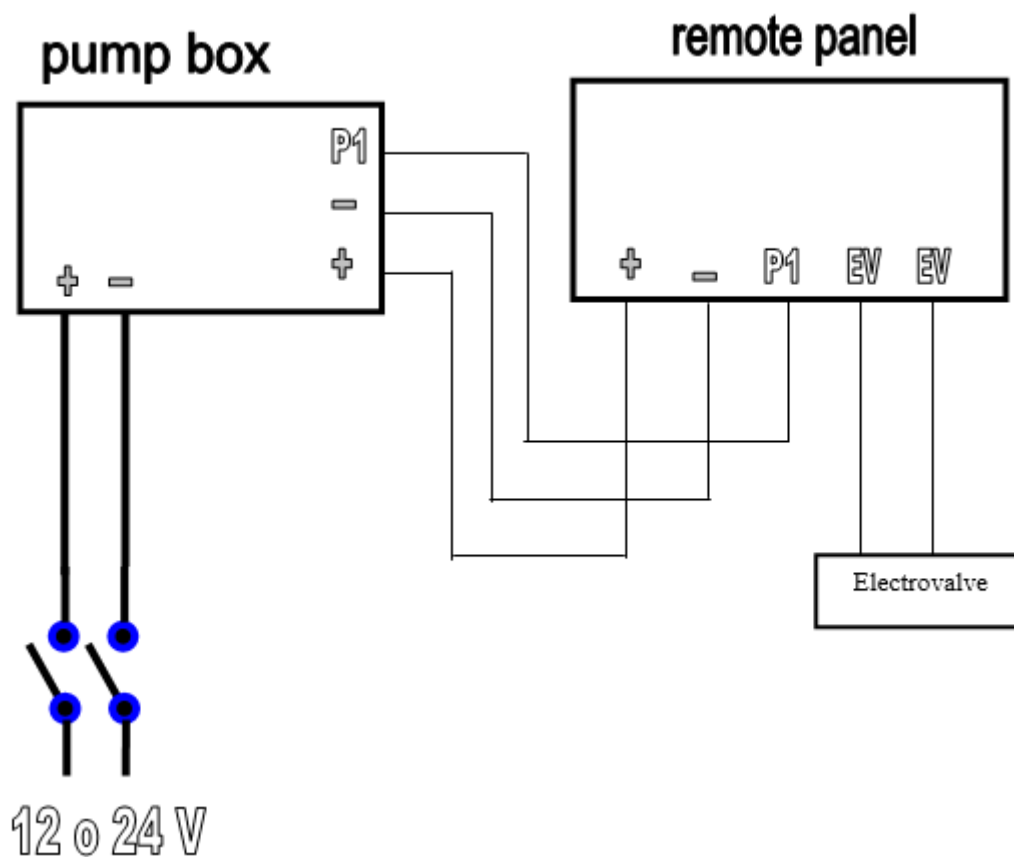 pump box
remote panel
P1
−
+
+ −
+ − P1 EV EV
Electrovalve
12 o 24 V